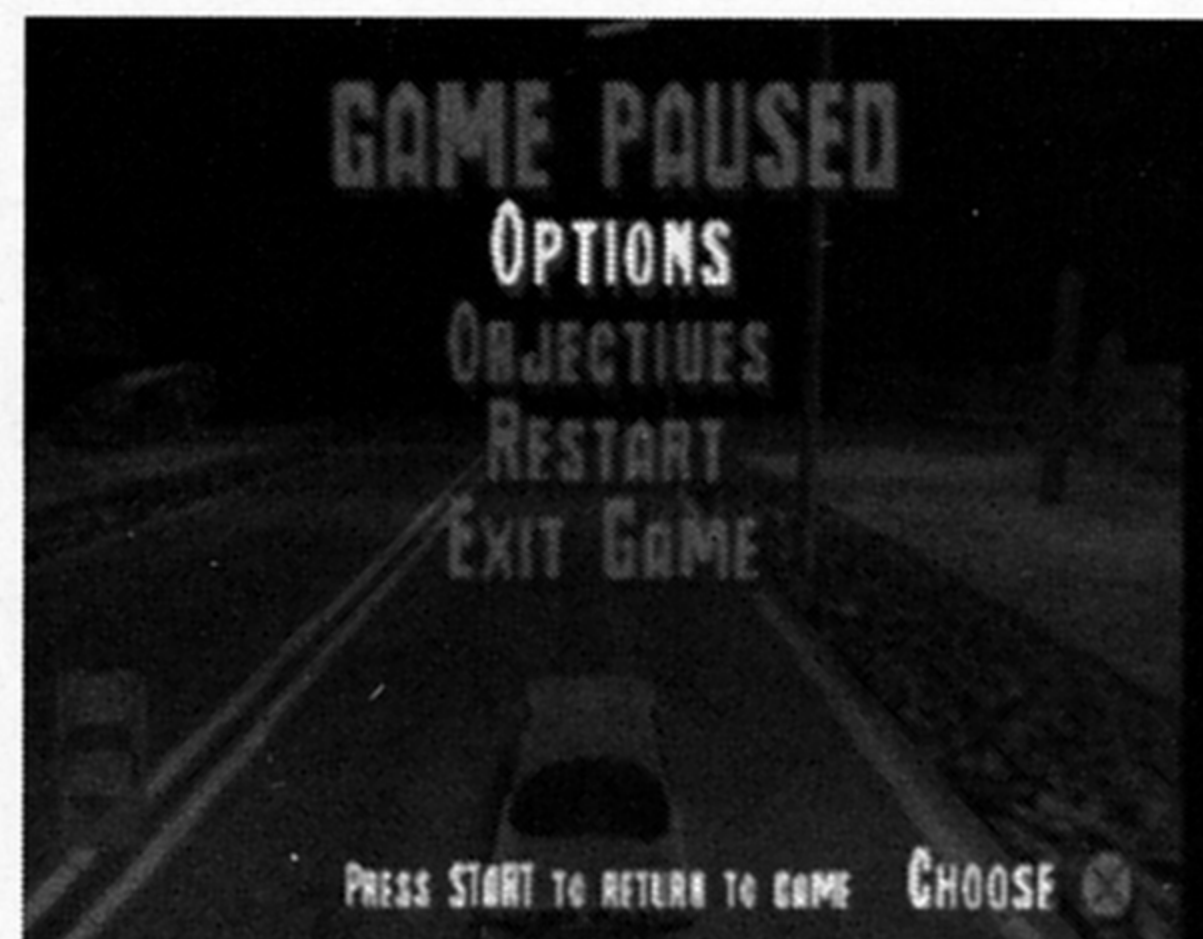 GAME PAUSED
OPTIONS
OBJECTIVES
RESTART
EXIT GAME
PRESS START TO RETURN TO GAME CHOOSE